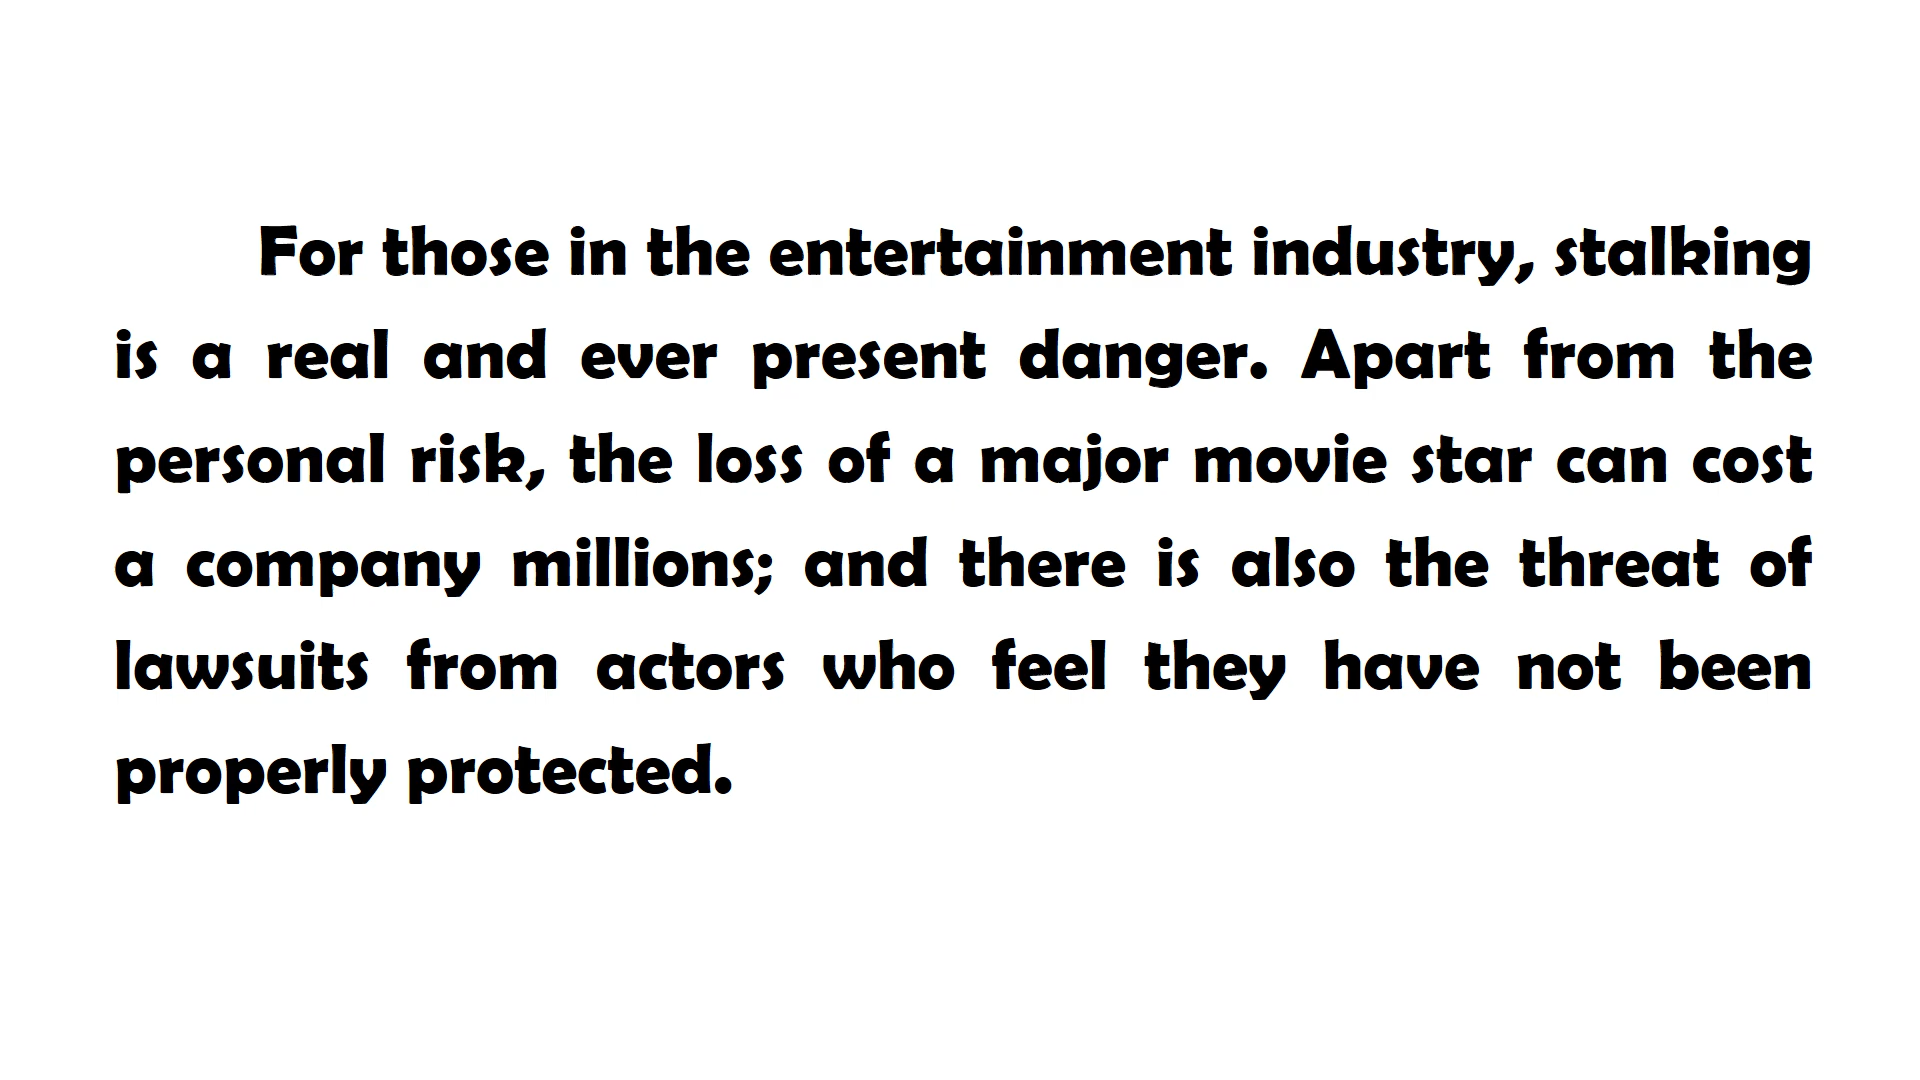 For those in the entertainment industry, stalking
is a real and ever present danger. Apart from the
personal risk, the loss of a major movie star can cost
a company millions; and there is also the threat of
lawsuits from actors who feel they have not been
properly protected.